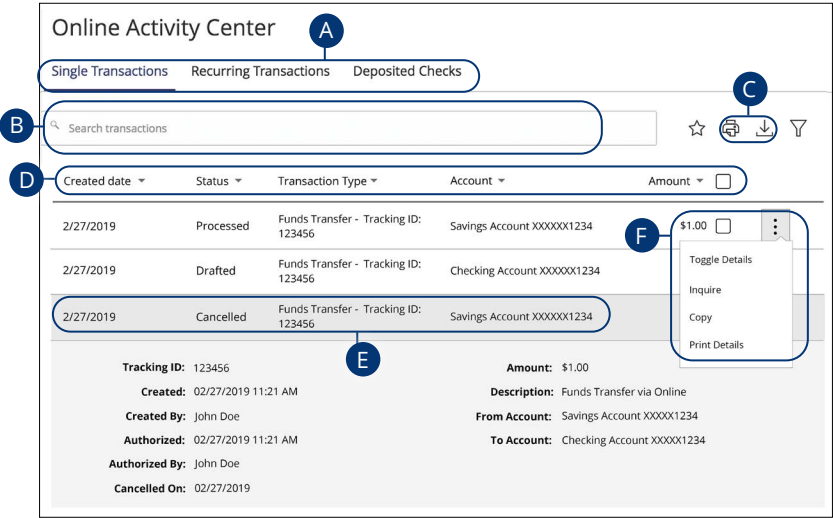 Online Activity Center
A
Single Transactions Recurring Transactions Deposited Checks
C
B
Search transactions
D
Created date Status Transaction Type Account Amount
2/27/2019 Processed Funds Transfer - Tracking ID: 123456 Savings Account XXXXXX1234 $1.00
F
Toggle Details
Inquire
Copy
Print Details
2/27/2019 Drafted Funds Transfer - Tracking ID: 123456 Checking Account XXXXXX1234
2/27/2019 Cancelled Funds Transfer - Tracking ID: 123456 Savings Account XXXXXX1234
E
Tracking ID: 123456
Created: 02/27/2019 11:21 AM
Created By: John Doe
Authorized: 02/27/2019 11:21 AM
Authorized By: John Doe
Cancelled On: 02/27/2019
Amount: $1.00
Description: Funds Transfer via Online
From Account: Savings Account XXXXX1234
To Account: Checking Account XXXXX1234